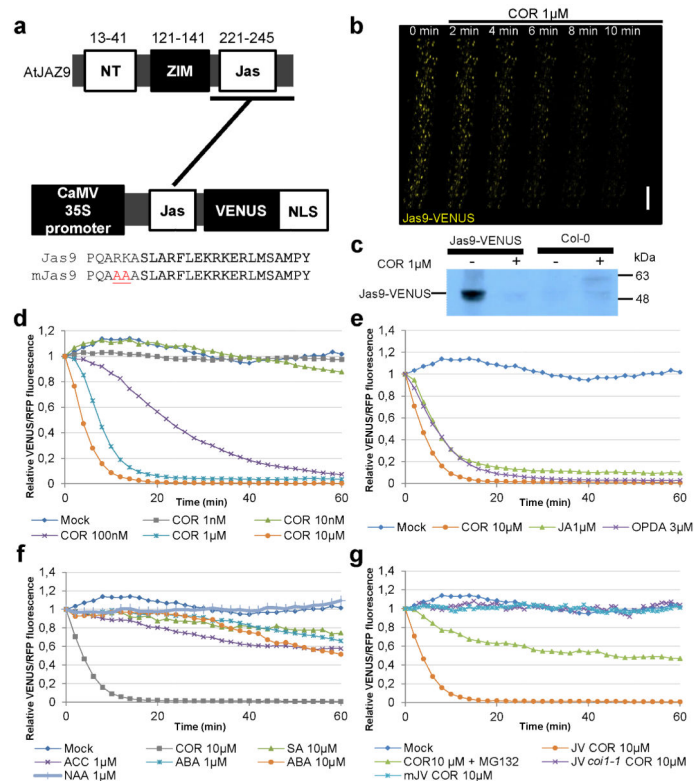 a
13-41 121-141 221-245
AtJAZ9
NT
ZIM
Jas
CaMV
35S
promoter
Jas
VENUS
NLS
Jas9 PQARKASLARFLEKRKERLMSAMPY
mJas9 PQAAAASLARFLEKRKERLMSAMPY
b
COR 1µM
0 min 2 min 4 min 6 min 8 min 10 min
Jas9-VENUS
c
Jas9-VENUS Col-0
kDa
COR 1µM - + - +
63
Jas9-VENUS
48
d
Relative VENUS/RFP fluorescence
1,4
1,2
1
0,8
0,6
0,4
0,2
0
0 20 40 60
Time (min)
Mock COR 1nM COR 10nM
COR 100nM COR 1µM COR 10µM
e
Relative VENUS/RFP fluorescence
1,4
1,2
1
0,8
0,6
0,4
0,2
0
0 20 40 60
Time (min)
Mock COR 10µM JA1µM OPDA 3µM
f
Relative VENUS/RFP fluorescence
1,4
1,2
1
0,8
0,6
0,4
0,2
0
0 20 40 60
Time (min)
Mock COR 10µM SA 10µM
ACC 1µM ABA 1µM ABA 10µM
NAA 1µM
g
Relative VENUS/RFP fluorescence
1,4
1,2
1
0,8
0,6
0,4
0,2
0
0 20 40 60
Time (min)
Mock JV COR 10µM
COR10 µM + MG132 JV coi1-1 COR 10µM
mJV COR 10µM